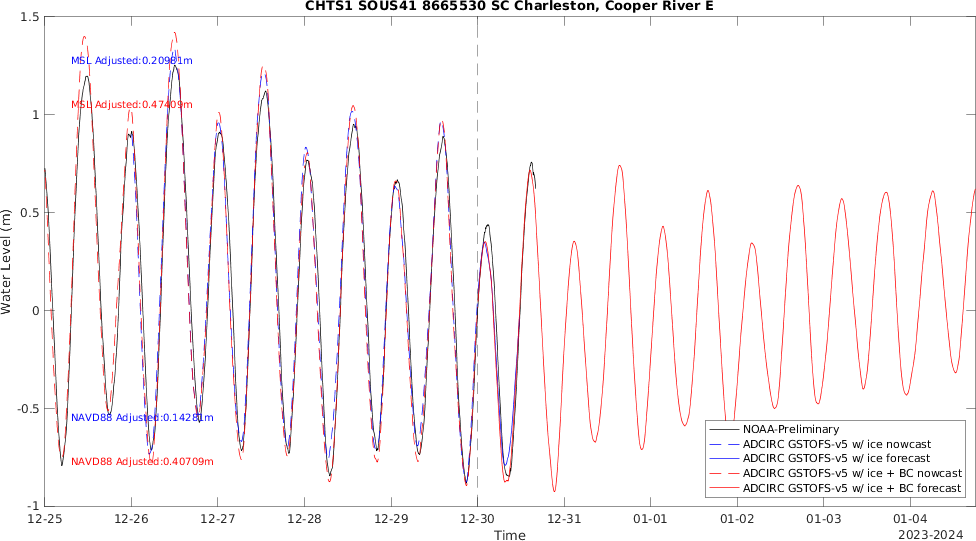 CHTS1 SOUS41 8665530 SC Charleston, Cooper River E
1.5
1
0.5
0
-0.5
-1
Water Level (m)
MSL Adjusted:0.20981m
MSL Adjusted:0.47409m
NAVD88 Adjusted:0.14281m
NAVD88 Adjusted:0.40709m
NOAA-Preliminary
ADCIRC GSTOFS-v5 w/ ice nowcast
ADCIRC GSTOFS-v5 w/ ice forecast
ADCIRC GSTOFS-v5 w/ ice + BC nowcast
ADCIRC GSTOFS-v5 w/ ice + BC forecast
12-25 12-26 12-27 12-28 12-29 12-30 12-31 01-01 01-02 01-03 01-04
Time
2023-2024